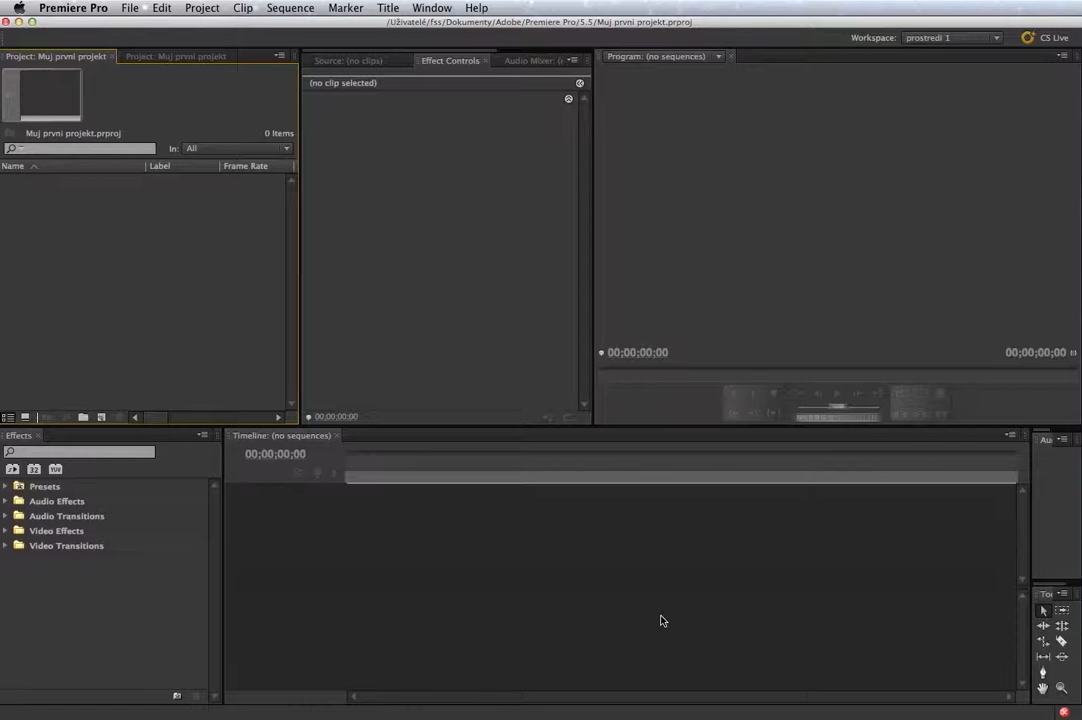 Premiere Pro File Edit Project Clip Sequence Marker Title Window Help
/Uživatelé/fss/Dokumenty/Adobe/Premiere Pro/5.5/Muj prvni projekt.prproj
Workspace: prostredi 1 CS Live
Project: Muj prvni projekt Project: Muj prvni projekt
Source: (no clips) Effect Controls Audio Mixer: (
Program: (no sequences)
(no clip selected)
Muj prvni projekt.prproj 0 Items
In: All
Name Label Frame Rate
00;00;00;00 00;00;00;00
00;00;00;00
Effects
Timeline: (no sequences)
Au
00;00;00;00
32 YUV
Presets
Audio Effects
Audio Transitions
Video Effects
Video Transitions
Too